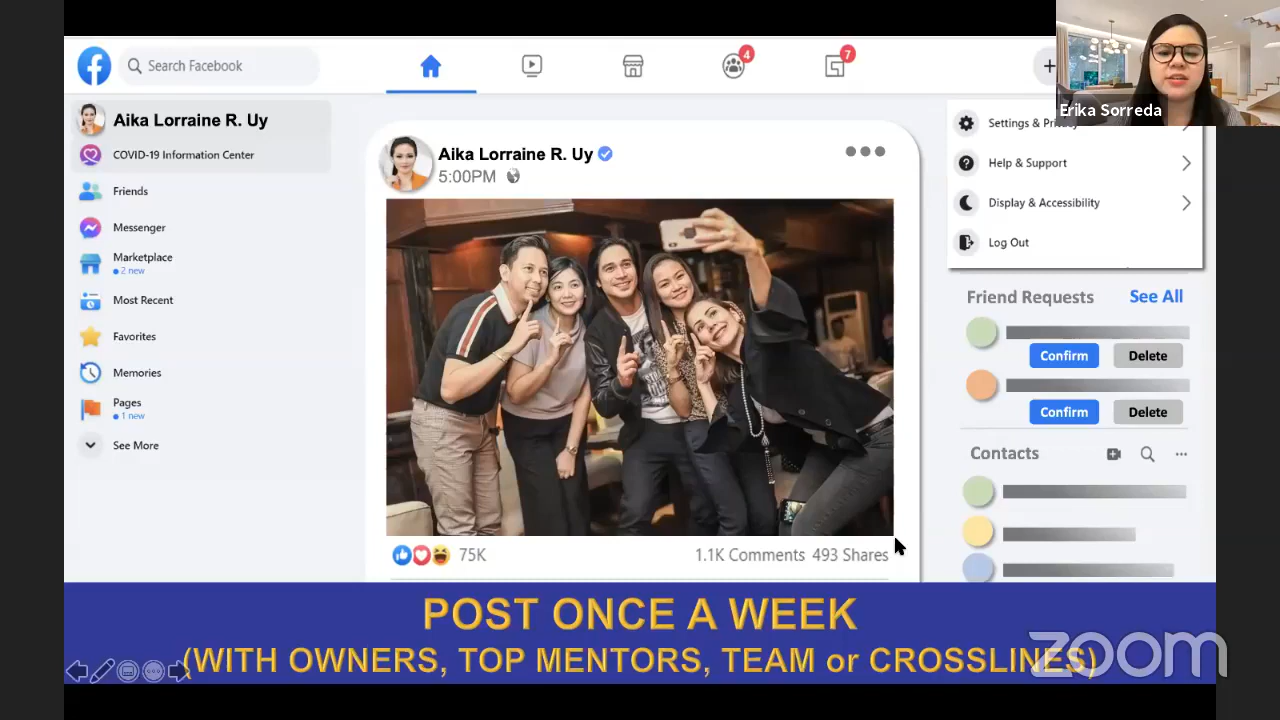 Search Facebook
4
7
+
Erika Sorreda
Aika Lorraine R. Uy
COVID-19 Information Center
Friends
Messenger
Marketplace
2 new
Most Recent
Favorites
Memories
Pages
1 new
See More
Aika Lorraine R. Uy
5:00PM
75K
1.1K Comments 493 Shares
Settings & Privacy
Help & Support
Display & Accessibility
Log Out
Friend Requests See All
Confirm Delete
Confirm Delete
Contacts
POST ONCE A WEEK
(WITH OWNERS, TOP MENTORS, TEAM or CROSSLINES)
zoom